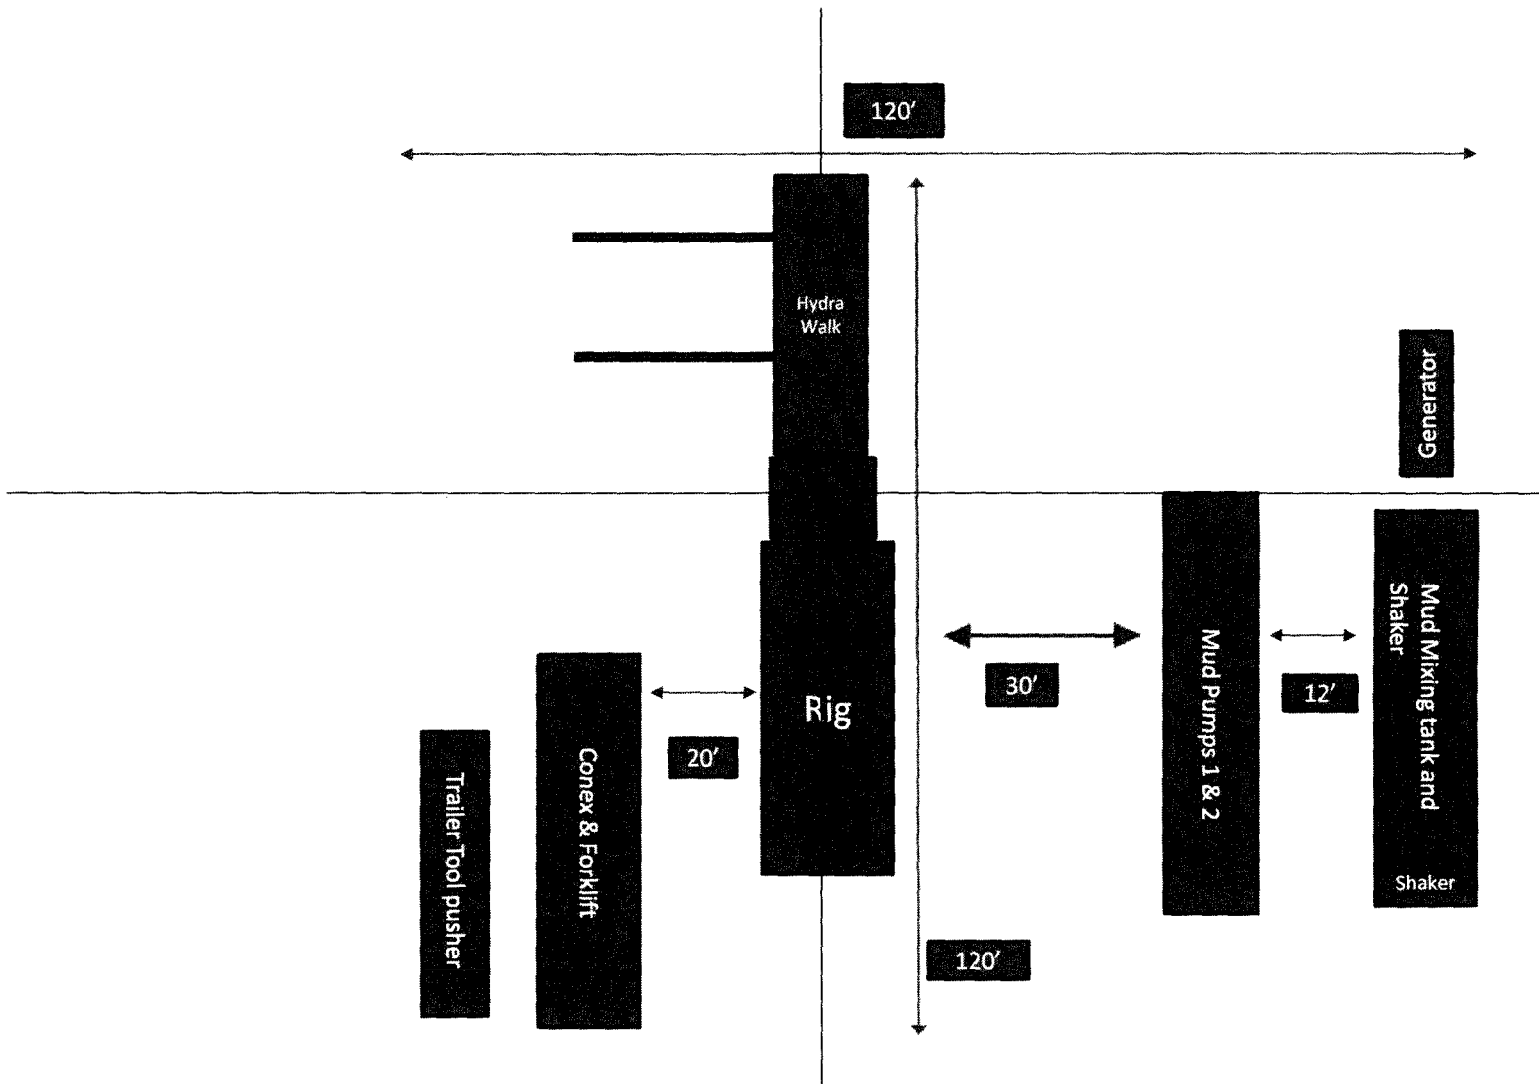 120′
Hydra
Walk
Generator
Mud Mixing tank and
Shaker
Mud Pumps 1 & 2
30′
12′
Rig
20′
Conex & Forklift
Trailer Tool pusher
Shaker
120′